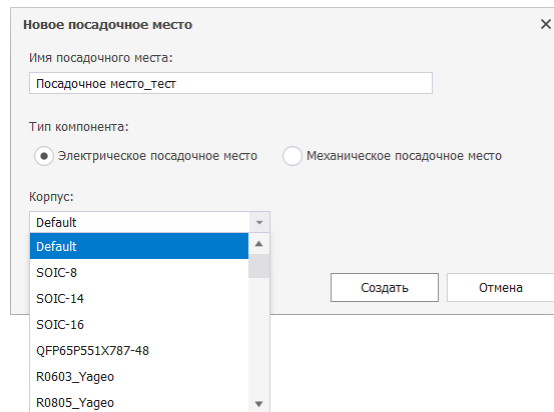 Новое посадочное место
Имя посадочного места:
Посадочное место_тест
Тип компонента:
Электрическое посадочное место Механическое посадочное место
Корпус:
Default
Default
SOIC-8
SOIC-14
Создать Отмена
SOIC-16
QFP65P551X787-48
R0603_Yageo
R0805_Yageo